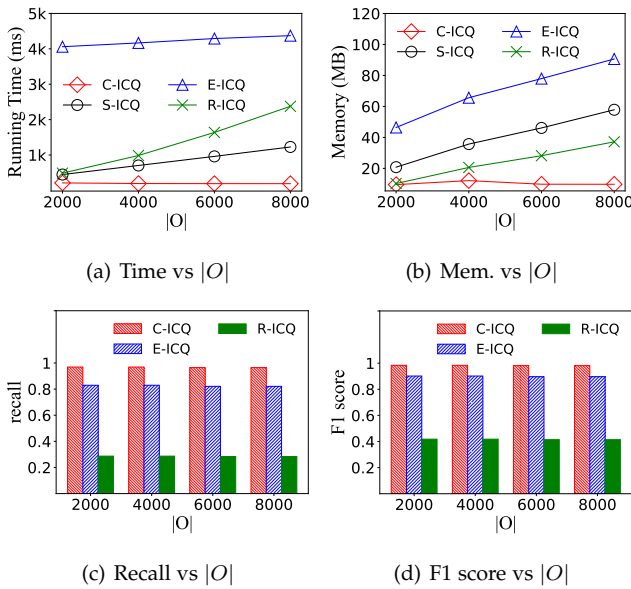 5k
4k
3k
2k
1k
Running Time (ms)
C-ICQ
S-ICQ
E-ICQ
R-ICQ
2000 4000 6000 8000
|O|
(a) Time vs |O|
120
100
80
60
40
20
Memory (MB)
C-ICQ
S-ICQ
E-ICQ
R-ICQ
2000 4000 6000 8000
|O|
(b) Mem. vs |O|
1
0.8
0.6
0.4
0.2
recall
C-ICQ
E-ICQ
R-ICQ
2000 4000 6000 8000
|O|
(c) Recall vs |O|
1
0.8
0.6
0.4
0.2
F1 score
C-ICQ
E-ICQ
R-ICQ
2000 4000 6000 8000
|O|
(d) F1 score vs |O|